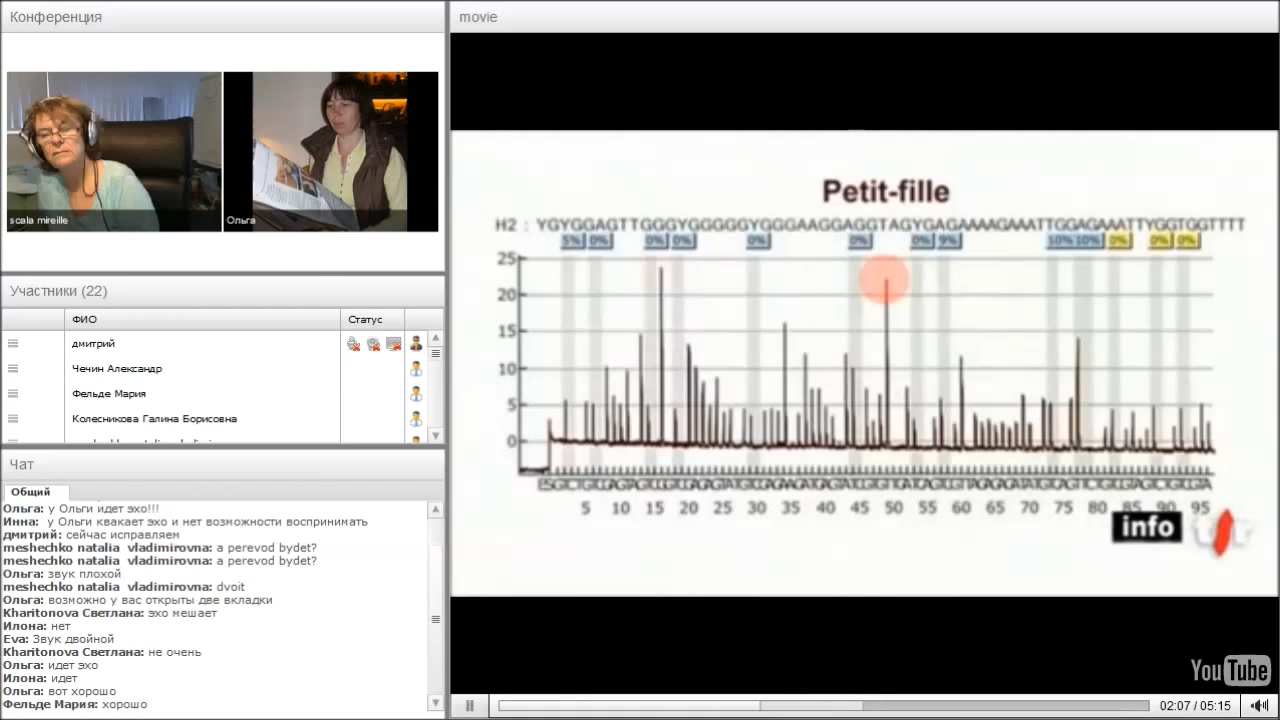 Конференция
scala mireille
Ольга
Участники (22)
ФИО
Статус
дмитрий
Чечин Александр
Фельде Мария
Колесникова Галина Борисовна
Чат
Общий
Ольга: у Ольги идет эхо!!!
Инна: у Ольги квакает эхо и нет возможности воспринимать
дмитрий: сейчас исправляем
meshechko natalia vladimirovna: a perevod bydet?
meshechko natalia vladimirovna: a perevod bydet?
Ольга: звук плохой
meshechko natalia vladimirovna: dvoit
Ольга: возможно у вас открыты две вкладки
Kharitonova Светлана: эхо мешает
Илона: нет
Eva: Звук двойной
Kharitonova Светлана: не очень
Ольга: идет эхо
Илона: идет
Ольга: вот хорошо
Фельде Мария: хорошо
movie
Petit-fille
H2 : YGYGGAGTTGGGYGGGGGYGGGAAGGAGGTAGYGAGAAAAGAAATTGGAGAAATTYGGTGGTTTT
5% 0% 0% 0% 0% 0% 0% 9% 10% 10% 0% 0% 0%
25
20
15
10
5
0
5 10 15 20 25 30 35 40 45 50 55 60 65 70 75 80 85 90 95
info
YouTube
02:07 / 05:15